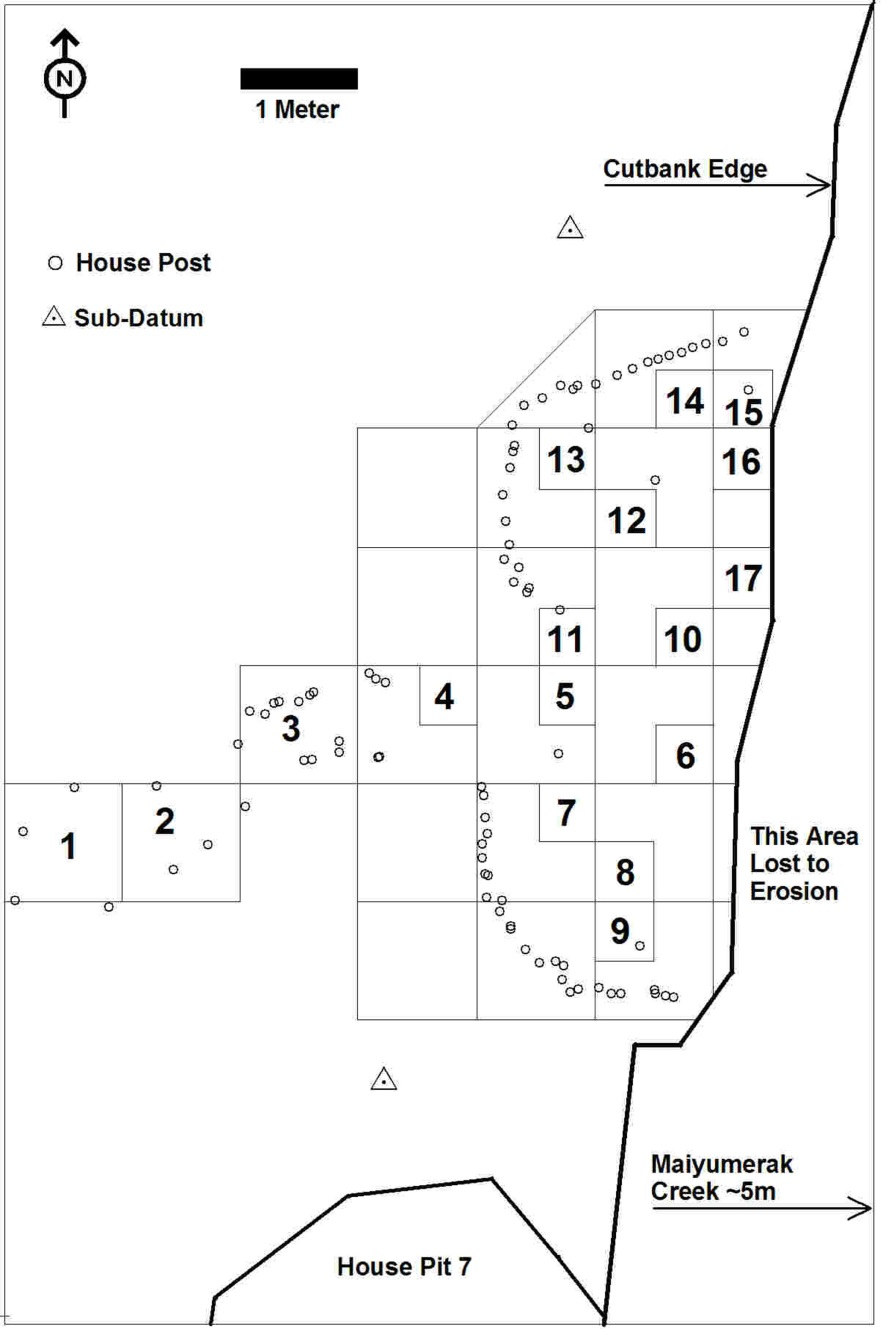 N
1 Meter
Cutbank Edge
House Post
Sub-Datum
14
15
13
16
12
17
11
10
4
5
3
6
2
7
1
This Area
Lost to
Erosion
8
9
Maiyumerak
Creek ~5m
House Pit 7